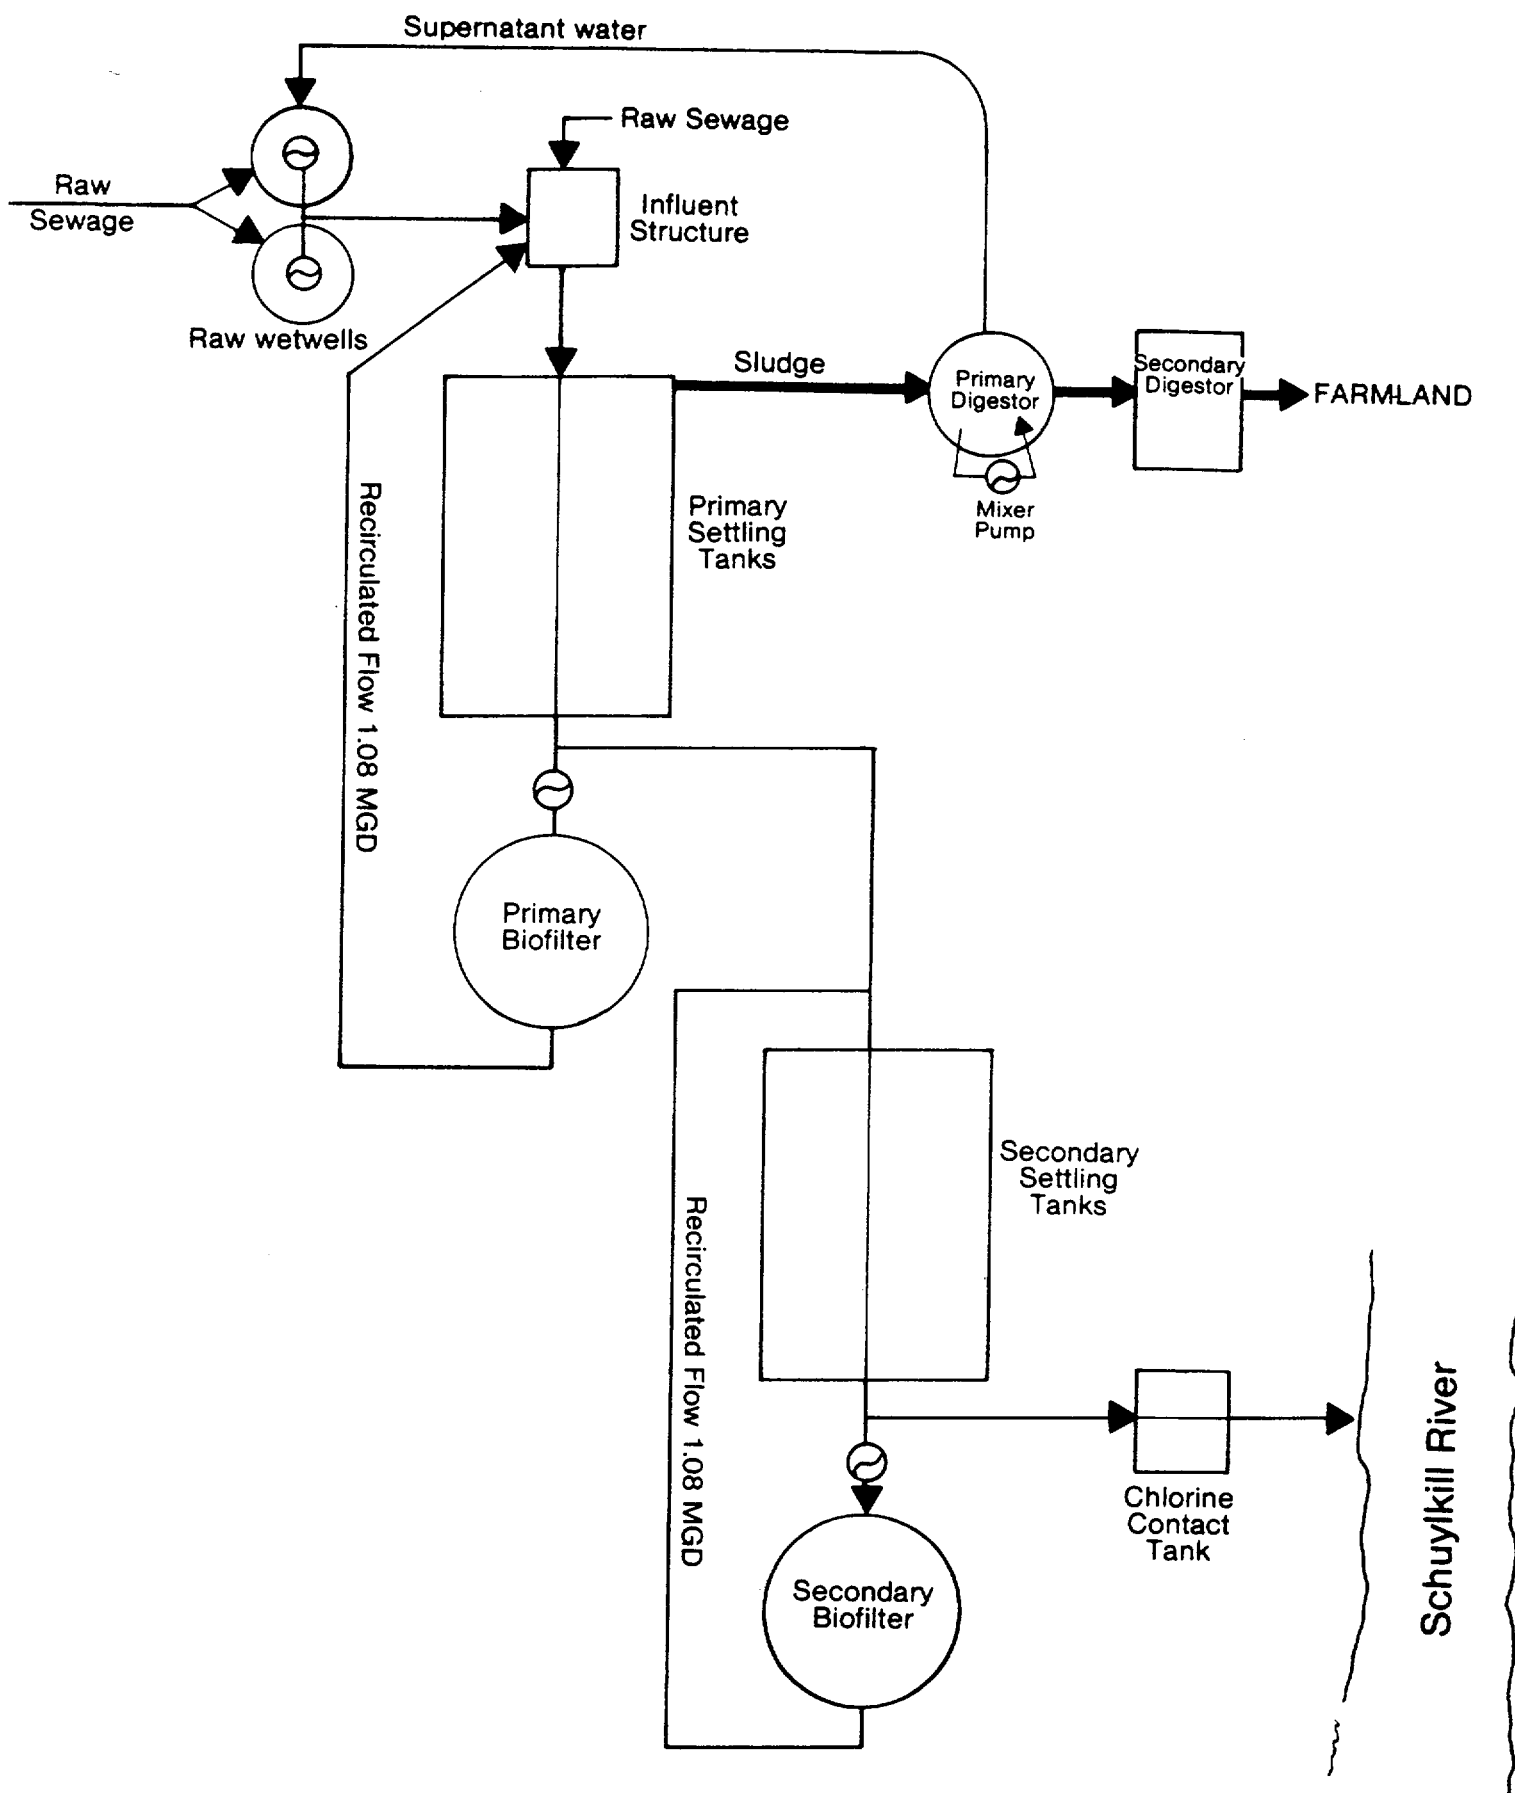 Supernatant water
Raw Sewage
Raw
Sewage
Influent
Structure
Raw wetwells
Sludge
Primary
Digestor
Secondary
Digestor
FARMLAND
Mixer
Pump
Primary
Settling
Tanks
Recirculated Flow 1.08 MGD
Primary
Biofilter
Secondary
Settling
Tanks
Recirculated Flow 1.08 MGD
Chlorine
Contact
Tank
Schuylkill River
Secondary
Biofilter